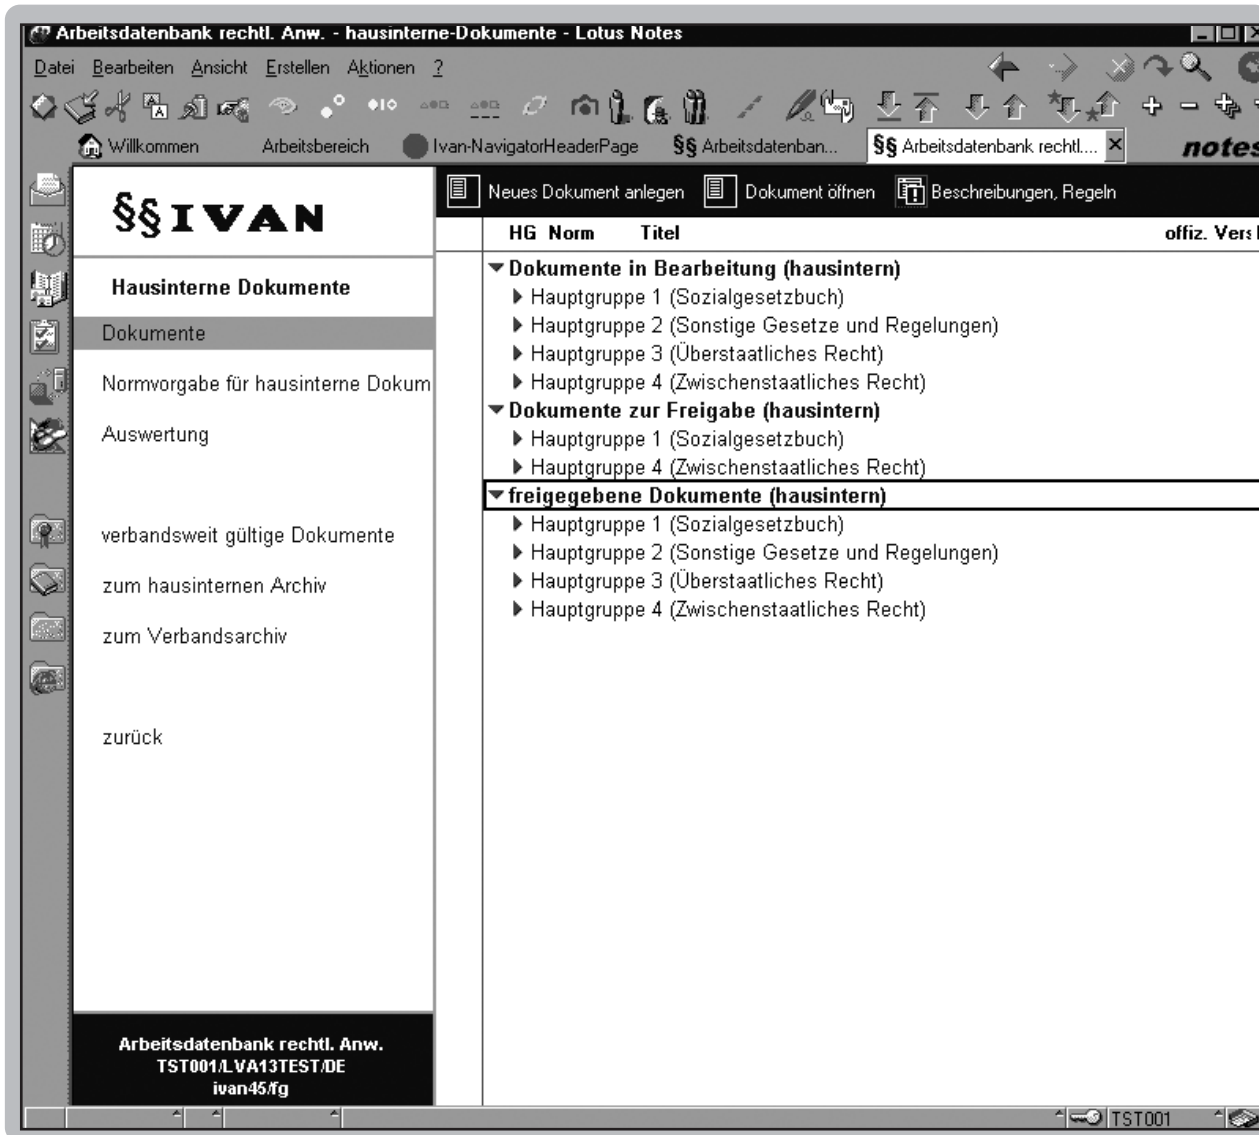 Arbeitsdatenbank rechtl. Anw. - hausinterne-Dokumente - Lotus Notes
Datei Bearbeiten Ansicht Erstellen Aktionen ?
Willkommen Arbeitsbereich Ivan-NavigatorHeaderPage §§ Arbeitsdatenban... §§ Arbeitsdatenbank rechtl.... notes
§§ IVAN
Hausinterne Dokumente
Dokumente
Normvorgabe für hausinterne Dokum
Auswertung
verbandsweit gültige Dokumente
zum hausinternen Archiv
zum Verbandsarchiv
zurück
Arbeitsdatenbank rechtl. Anw.
TST001/LVA13TEST/DE
ivan45/fg
Neues Dokument anlegen Dokument öffnen Beschreibungen, Regeln
HG Norm Titel offiz. Vers
Dokumente in Bearbeitung (hausintern)
Hauptgruppe 1 (Sozialgesetzbuch)
Hauptgruppe 2 (Sonstige Gesetze und Regelungen)
Hauptgruppe 3 (Überstaatliches Recht)
Hauptgruppe 4 (Zwischenstaatliches Recht)
Dokumente zur Freigabe (hausintern)
Hauptgruppe 1 (Sozialgesetzbuch)
Hauptgruppe 4 (Zwischenstaatliches Recht)
freigegebene Dokumente (hausintern)
Hauptgruppe 1 (Sozialgesetzbuch)
Hauptgruppe 2 (Sonstige Gesetze und Regelungen)
Hauptgruppe 3 (Überstaatliches Recht)
Hauptgruppe 4 (Zwischenstaatliches Recht)
TST001